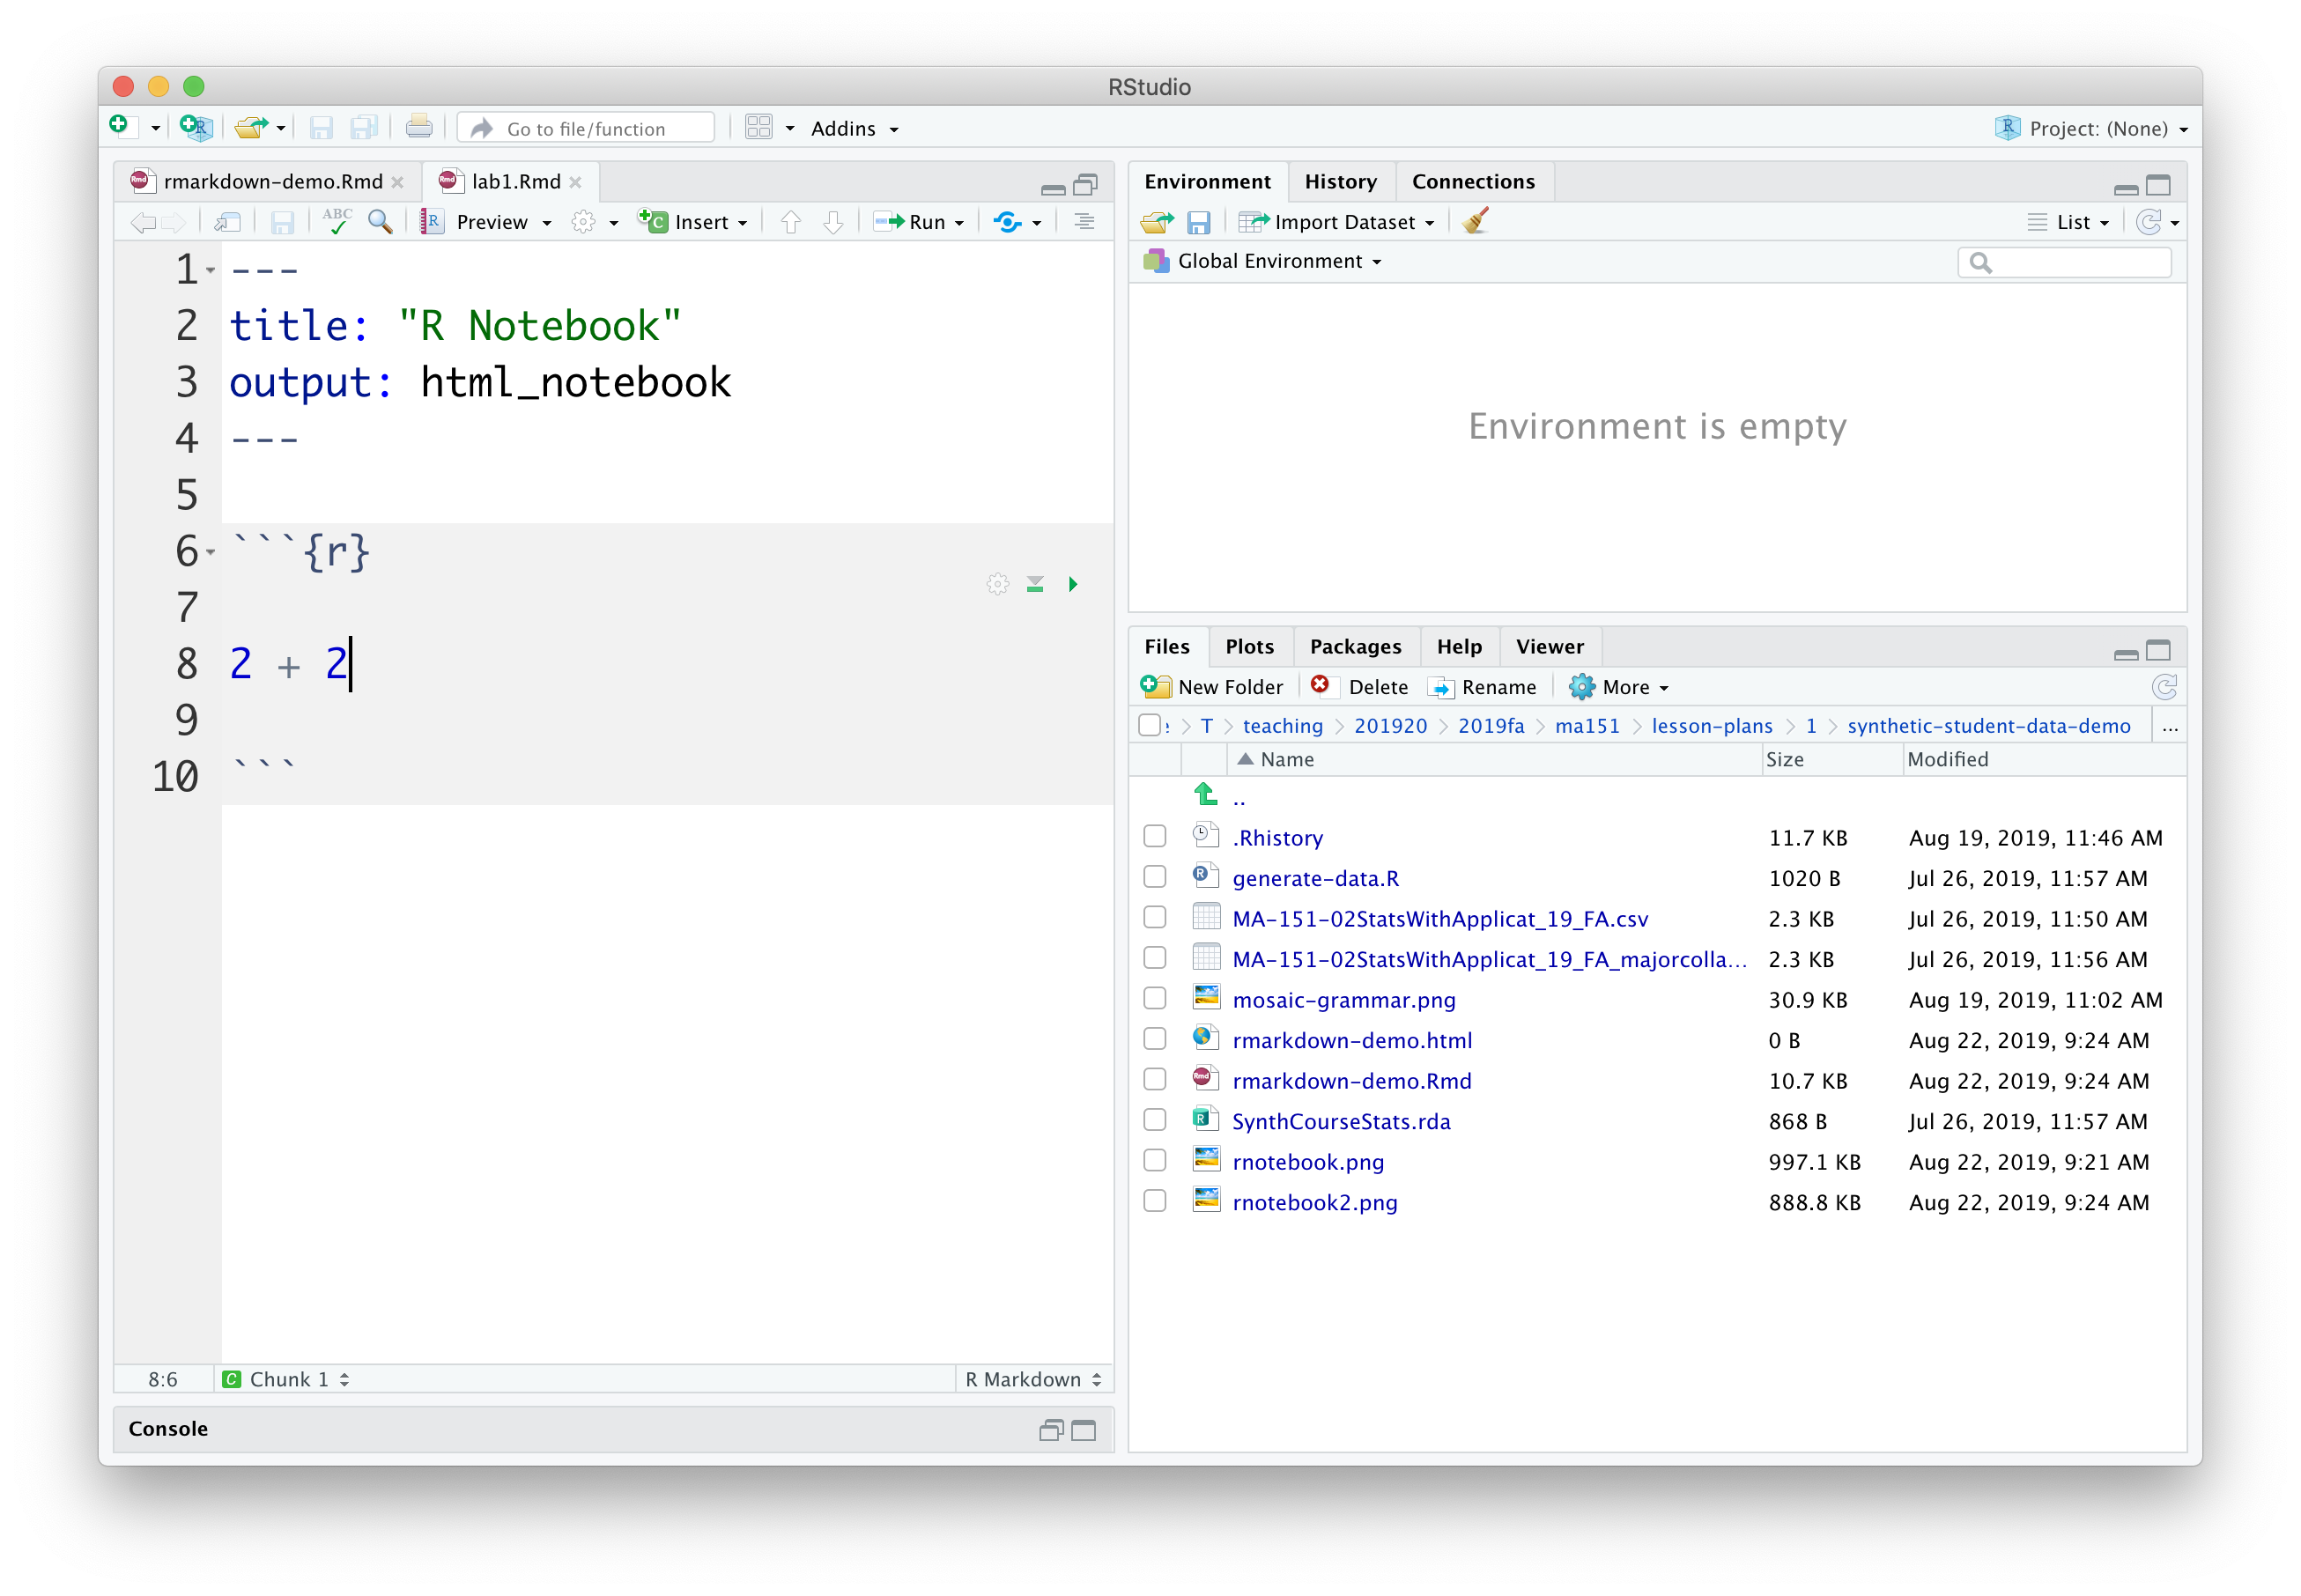 RStudio
Go to file/function
Addins
Project: (None)
rmarkdown-demo.Rmd
lab1.Rmd
ABC
Preview
Insert
Run
1 ---
2 title: "R Notebook"
3 output: html_notebook
4 ---
5
6 ```{r}
7
8 2 + 2
9
10 ```
8:6
Chunk 1
R Markdown
Console
Environment
History
Connections
Import Dataset
List
Global Environment
Environment is empty
Files
Plots
Packages
Help
Viewer
New Folder
Delete
Rename
More
T > teaching > 201920 > 2019fa > ma151 > lesson-plans > 1 > synthetic-student-data-demo ...
Name Size Modified
..
.Rhistory 11.7 KB Aug 19, 2019, 11:46 AM
generate-data.R 1020 B Jul 26, 2019, 11:57 AM
MA-151-02StatsWithApplicat_19_FA.csv 2.3 KB Jul 26, 2019, 11:50 AM
MA-151-02StatsWithApplicat_19_FA_majorcolla... 2.3 KB Jul 26, 2019, 11:56 AM
mosaic-grammar.png 30.9 KB Aug 19, 2019, 11:02 AM
rmarkdown-demo.html 0 B Aug 22, 2019, 9:24 AM
rmarkdown-demo.Rmd 10.7 KB Aug 22, 2019, 9:24 AM
SynthCourseStats.rda 868 B Jul 26, 2019, 11:57 AM
rnotebook.png 997.1 KB Aug 22, 2019, 9:21 AM
rnotebook2.png 888.8 KB Aug 22, 2019, 9:24 AM